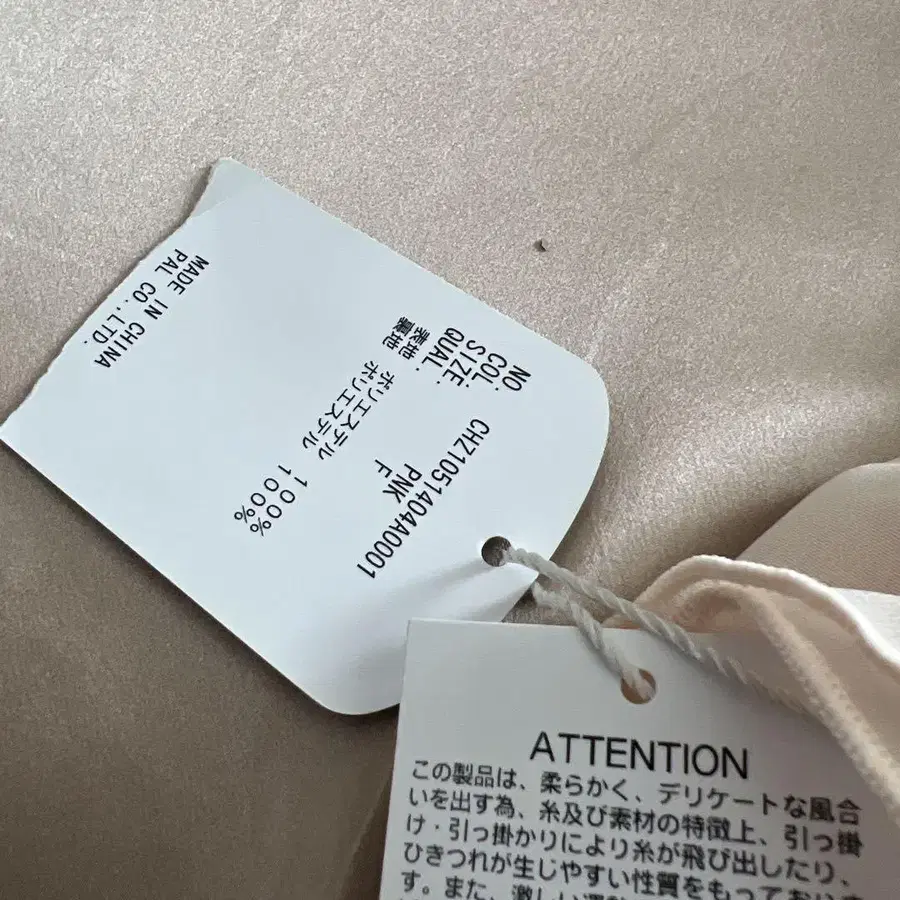 NO. CHZ1051404A0001
COL. PNK
SIZE. F
QUAL.
表地 ポリエステル 100%
裏地 ポリエステル 100%
MADE IN CHINA
PAL CO.,LTD.
ATTENTION
この製品は、柔らかく、デリケートな風合
いを出す為、糸及び素材の特徴上、引っ掛
け・引っ掛かりにより糸が飛び出したり、
ひきつれが生じやすい性質をもっており
す。また、激しい